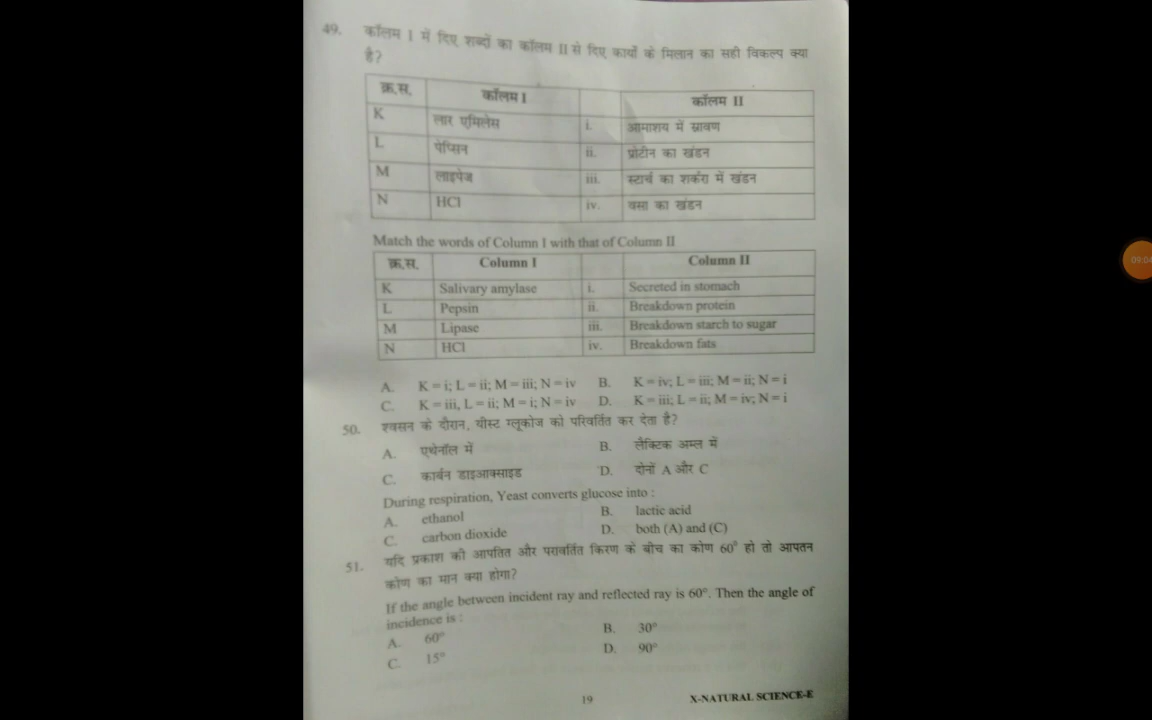 49. कॉलम I में दिए शब्दों का कॉलम II से दिए कार्यों के मिलान का सही विकल्प क्या
है?
क्र.स. कॉलम I कॉलम II
K लार एमिलेस i. आमाशय में स्रावण
L पेप्सिन ii. प्रोटीन का खंडन
M लाइपेज iii. स्टार्च का शर्करा में खंडन
N HCl iv. वसा का खंडन
Match the words of Column I with that of Column II
क्र.स. Column I Column II
K Salivary amylase i. Secreted in stomach
L Pepsin ii. Breakdown protein
M Lipase iii. Breakdown starch to sugar
N HCl iv. Breakdown fats
A. K = i; L = ii; M = iii; N = iv B. K = iv; L = iii; M = ii; N = i
C. K = iii, L = ii; M = i; N = iv D. K = iii; L = ii; M = iv; N = i
50. श्वसन के दौरान, यीस्ट ग्लूकोज को परिवर्तित कर देता है?
A. एथेनॉल में B. लैक्टिक अम्ल में
C. कार्बन डाइआक्साइड D. दोनों A और C
During respiration, Yeast converts glucose into :
A. ethanol B. lactic acid
C. carbon dioxide D. both (A) and (C)
51. यदि प्रकाश की आपतित और परावर्तित किरण के बीच का कोण 60° हो तो आपतन
कोण का मान क्या होगा?
If the angle between incident ray and reflected ray is 60°. Then the angle of
incidence is :
A. 60° B. 30°
C. 15° D. 90°
19 X-NATURAL SCIENCE-E